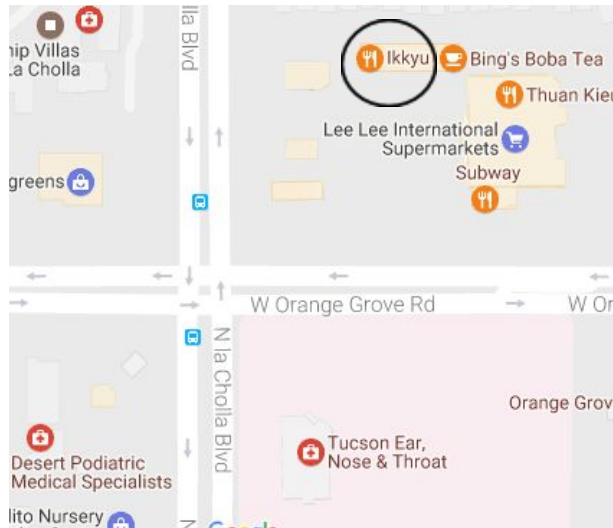 lla Blvd
hip Villas
La Cholla
Ikkyu
Bing's Boba Tea
Thuan Kieu
Lee Lee International
Supermarkets
Subway
greens
W Orange Grove Rd
W Or
N la Cholla Blvd
Orange Grov
Tucson Ear,
Nose & Throat
Desert Podiatric
Medical Specialists
lito Nursery
N
Google